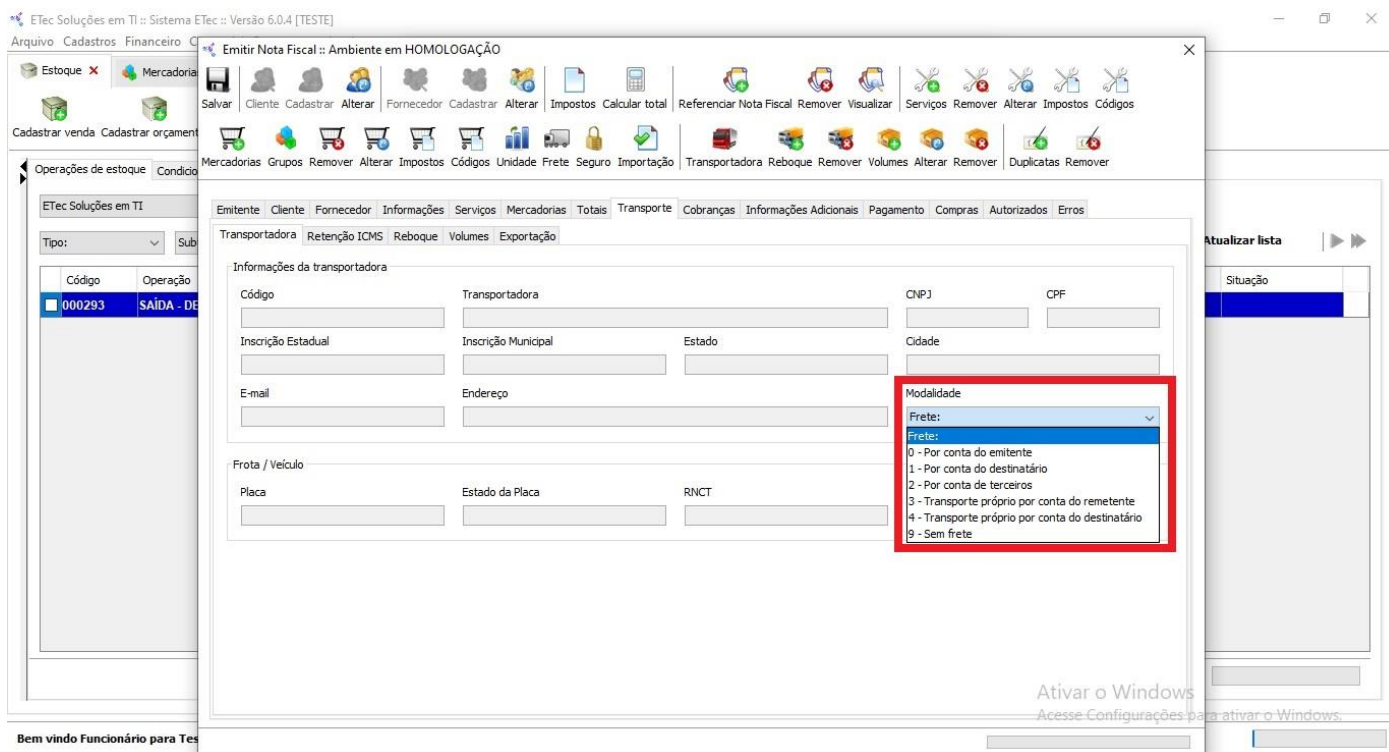 ETec Soluções em TI :: Sistema ETec :: Versão 6.0.4 [TESTE]
Arquivo Cadastros Financeiro
Estoque Mercadoria
Cadastrar venda Cadastrar orçament
Operações de estoque Condicio
ETec Soluções em TI
Tipo: Sub
Código Operação
000293 SAÍDA - DE
Emitir Nota Fiscal :: Ambiente em HOMOLOGAÇÃO
Salvar Cliente Cadastrar Alterar Fornecedor Cadastrar Alterar Impostos Calcular total Referenciar Nota Fiscal Remover Visualizar Serviços Remover Alterar Impostos Códigos
Mercadorias Grupos Remover Alterar Impostos Códigos Unidade Frete Seguro Importação Transportadora Reboque Remover Volumes Alterar Remover Duplicatas Remover
Emitente Cliente Fornecedor Informações Serviços Mercadorias Totais Transporte Cobranças Informações Adicionais Pagamento Compras Autorizados Erros
Transportadora Retenção ICMS Reboque Volumes Exportação
Informações da transportadora
Código Transportadora CNPJ CPF
Inscrição Estadual Inscrição Municipal Estado Cidade
E-mail Endereço Modalidade
Frete:
Frete:
0 - Por conta do emitente
1 - Por conta do destinatário
2 - Por conta de terceiros
3 - Transporte próprio por conta do remetente
4 - Transporte próprio por conta do destinatário
9 - Sem frete
Frota / Veículo
Placa Estado da Placa RNCT
Atualizar lista
Situação
Ativar o Windows
Acesse Configurações para ativar o Windows.
Bem vindo Funcionário para Tes